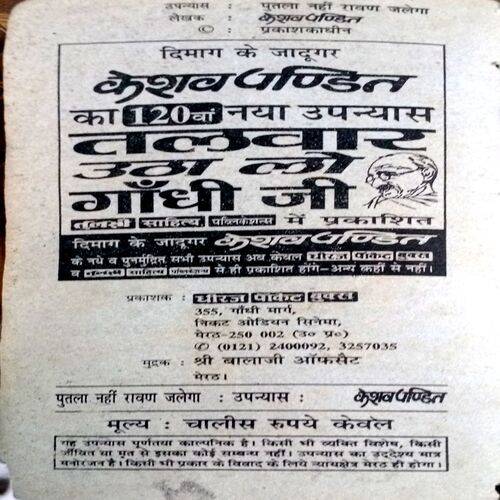 उपन्यास : पुतला नहीं रावण जलेगा
लेखक : केशव पण्डित
© : प्रकाशकाधीन
दिमाग के जादूगर
केशव पण्डित
का 120वां नया उपन्यास
तलवार
उठा लो
गाँधी जी
तुलसी साहित्य, पब्लिकेशन्स में प्रकाशित
दिमाग के जादूगर केशव पण्डित
के नये व पुनर्मुद्रित सभी उपन्यास अब केवल धीरज पॉकेट बुक्स
व तुलसी साहित्य पब्लिकेशन्स से ही प्रकाशित होंगे-अन्य कहीं से नहीं।
प्रकाशक : धीरज पॉकेट बुक्स
355, गाँधी मार्ग,
निकट ओडियन सिनेमा,
मेरठ-250 002 (उ० प्र०)
✆ (0121) 2400092, 3257035
मुद्रक : श्री बालाजी ऑफसैट
मेरठ।
पुतला नहीं रावण जलेगा : उपन्यास : केशव पण्डित
मूल्य : चालीस रुपये केवल
यह उपन्यास पूर्णतया काल्पनिक है। किसी भी व्यक्ति विशेष, किसी
जीवित या मृत से इसका कोई सम्बन्ध नहीं। उपन्यास का उद्देश्य मात्र
मनोरंजन है। किसी भी प्रकार के विवाद के लिये न्यायक्षेत्र मेरठ ही होगा।